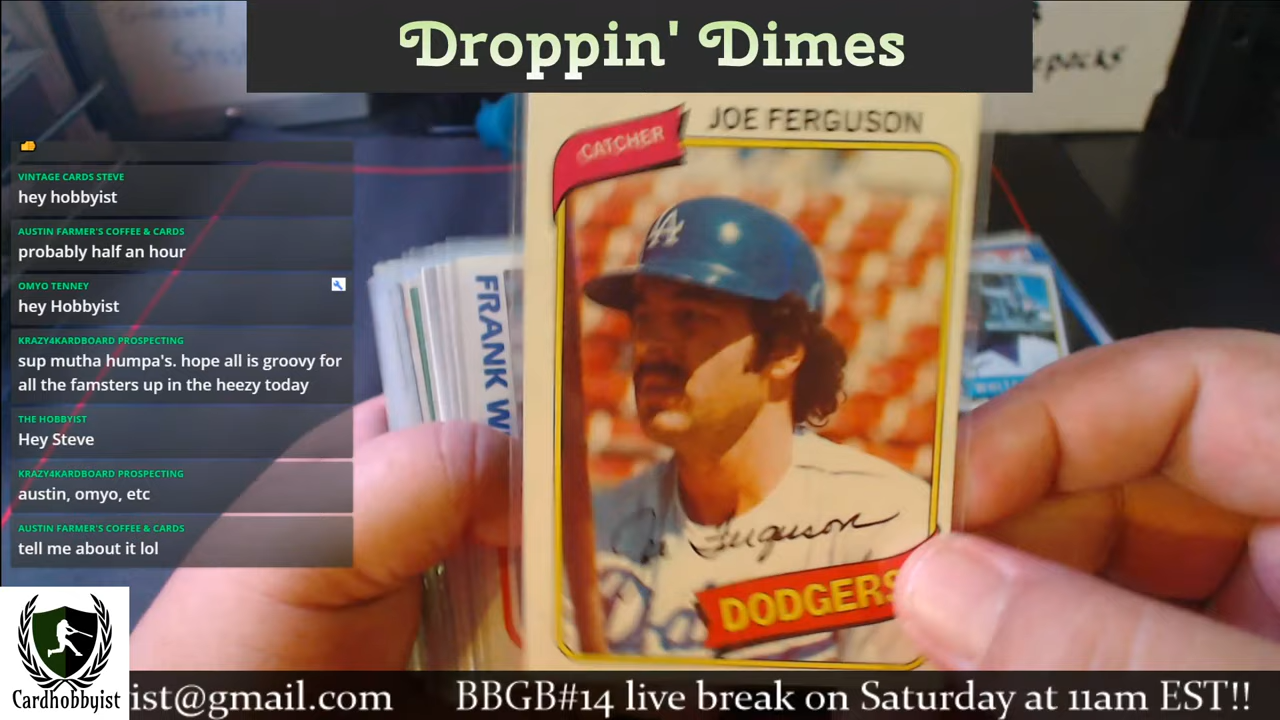 Droppin' Dimes
epacks
JOE FERGUSON
CATCHER
LA
FRANK W
Joe Ferguson
DODGERS
VINTAGE CARDS STEVE
hey hobbyist
AUSTIN FARMER'S COFFEE & CARDS
probably half an hour
OMYO TENNEY
hey Hobbyist
KRAZY4KARDBOARD PROSPECTING
sup mutha humpa's. hope all is groovy for
all the famsters up in the heezy today
THE HOBBYIST
Hey Steve
KRAZY4KARDBOARD PROSPECTING
austin, omyo, etc
AUSTIN FARMER'S COFFEE & CARDS
tell me about it lol
Cardhobbyist
ist@gmail.com BBGB#14 live break on Saturday at 11am EST!!